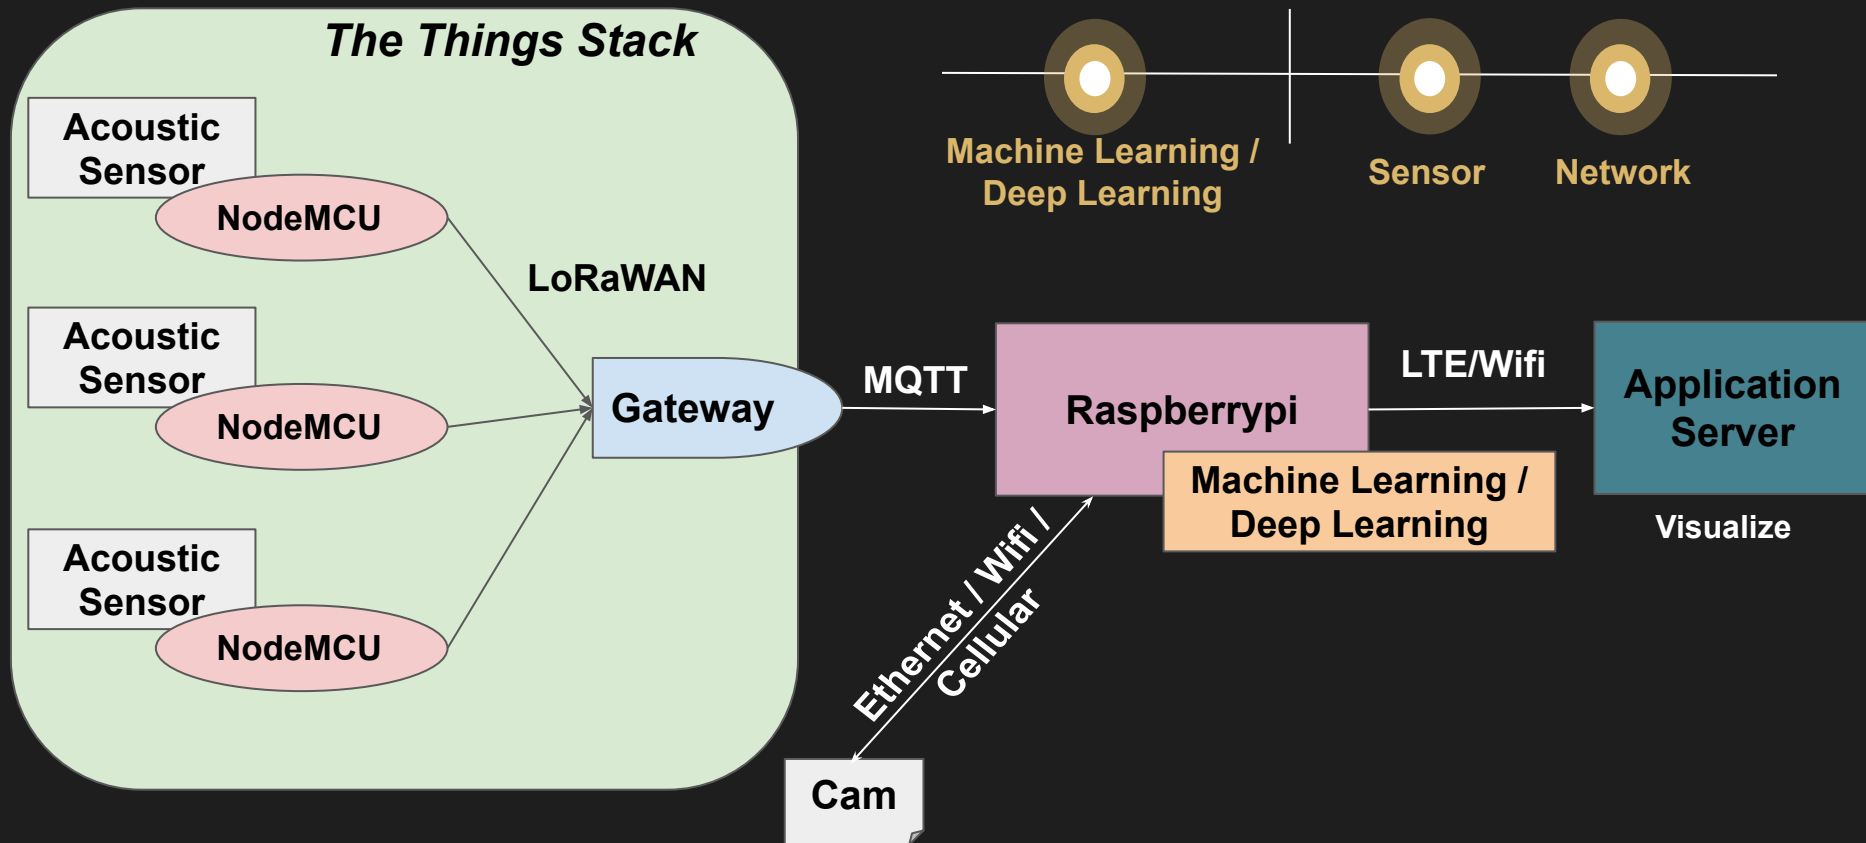 The Things Stack
Acoustic
Sensor
NodeMCU
LoRaWAN
Acoustic
Sensor
NodeMCU
Gateway
Acoustic
Sensor
NodeMCU
Machine Learning /
Deep Learning
Sensor
Network
MQTT
Raspberrypi
LTE/Wifi
Application
Server
Machine Learning /
Deep Learning
Visualize
Ethernet / Wifi /
Cellular
Cam